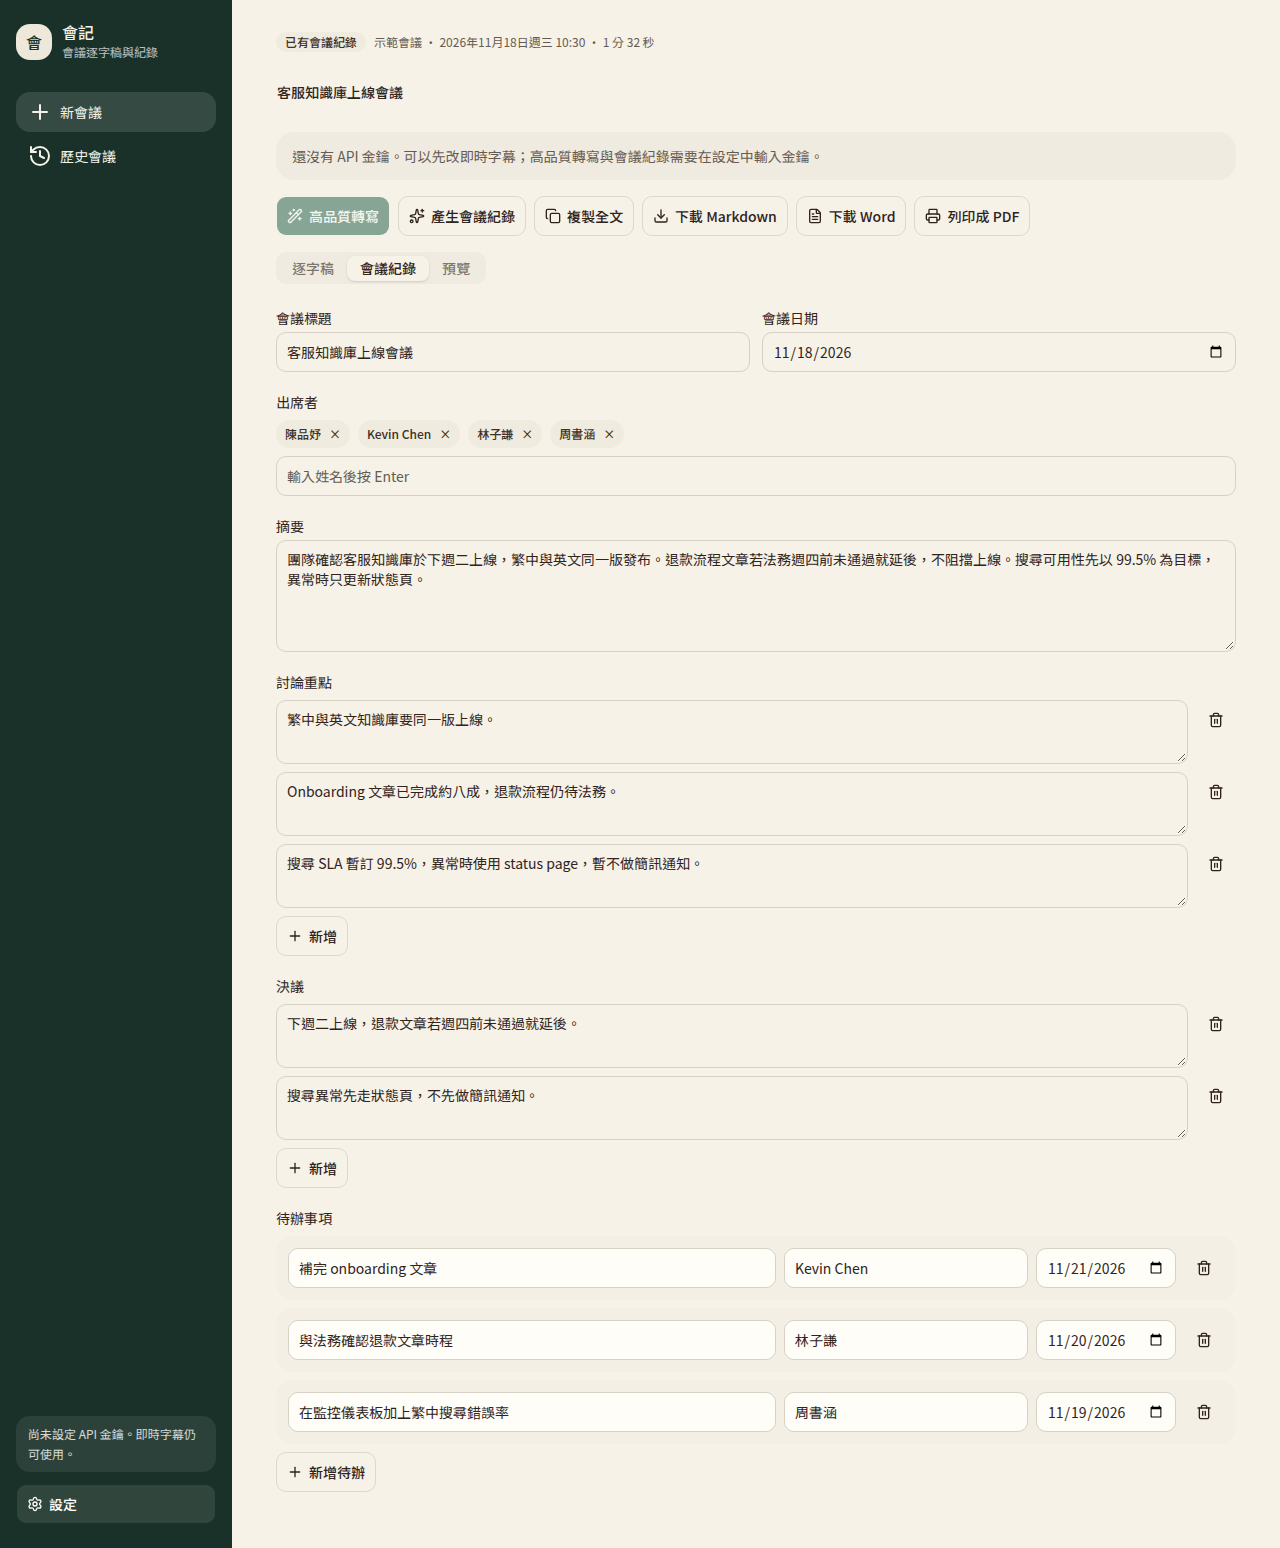 會
會記
會議逐字稿與紀錄
新會議
歷史會議
尚未設定 API 金鑰。即時字幕仍
可使用。
設定
已有會議紀錄 示範會議 · 2026年11月18日週三 10:30 · 1 分 32 秒
客服知識庫上線會議
還沒有 API 金鑰。可以先改即時字幕；高品質轉寫與會議紀錄需要在設定中輸入金鑰。
高品質轉寫 產生會議紀錄 複製全文 下載 Markdown 下載 Word 列印成 PDF
逐字稿 會議紀錄 預覽
會議標題 會議日期
客服知識庫上線會議 11/18/2026
出席者
陳品妤 × Kevin Chen × 林子謙 × 周書涵 ×
輸入姓名後按 Enter
摘要
團隊確認客服知識庫於下週二上線，繁中與英文同一版發布。退款流程文章若法務週四前未通過就延後，不阻擋上線。搜尋可用性先以 99.5% 為目標，
異常時只更新狀態頁。
討論重點
繁中與英文知識庫要同一版上線。
Onboarding 文章已完成約八成，退款流程仍待法務。
搜尋 SLA 暫訂 99.5%，異常時使用 status page，暫不做簡訊通知。
新增
決議
下週二上線，退款文章若週四前未通過就延後。
搜尋異常先走狀態頁，不先做簡訊通知。
新增
待辦事項
補完 onboarding 文章 Kevin Chen 11/21/2026
與法務確認退款文章時程 林子謙 11/20/2026
在監控儀表板加上繁中搜尋錯誤率 周書涵 11/19/2026
新增待辦